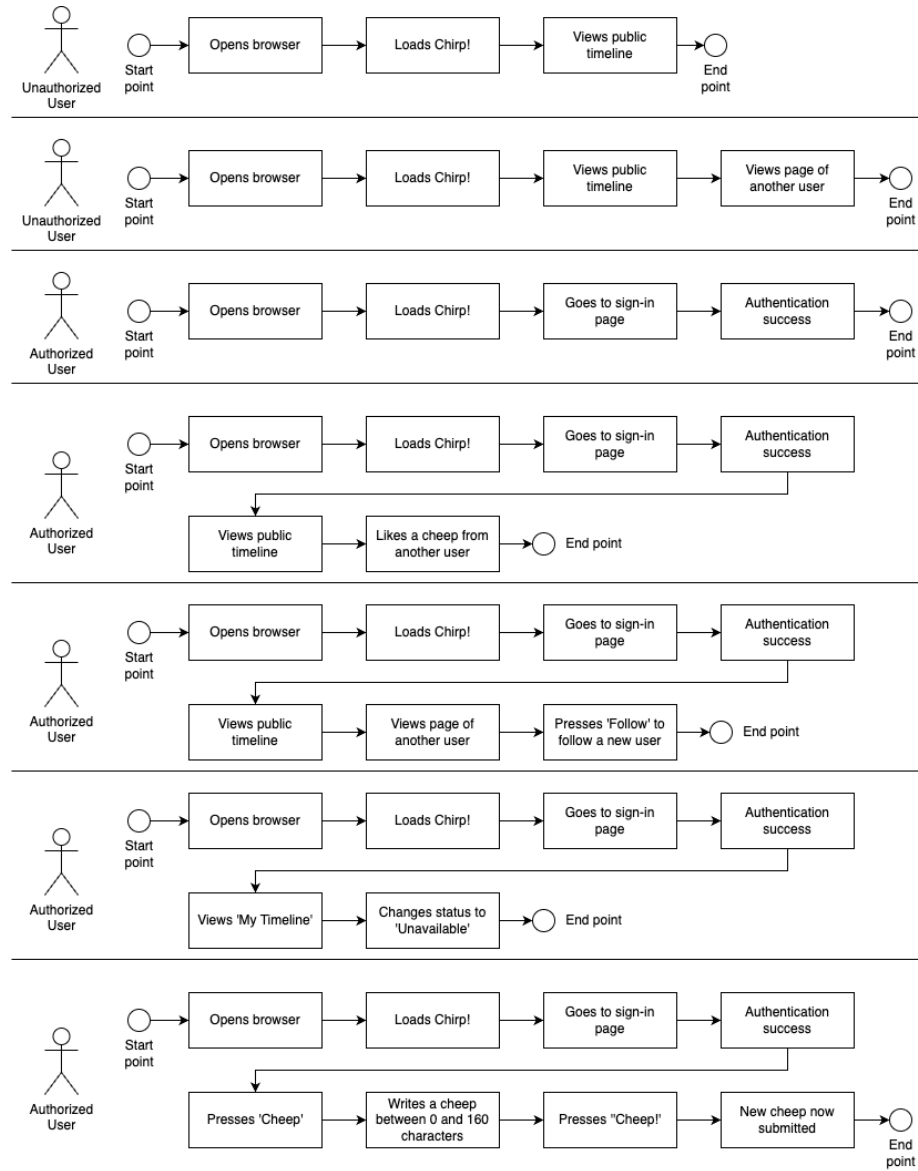 Opens browser
Loads Chirp!
Views public
timeline
Start
point
End
point
Unauthorized
User
Opens browser
Loads Chirp!
Views public
timeline
Views page of
another user
Start
point
End
point
Unauthorized
User
Opens browser
Loads Chirp!
Goes to sign-in
page
Authentication
success
Start
point
End
point
Authorized
User
Opens browser
Loads Chirp!
Goes to sign-in
page
Authentication
success
Start
point
Authorized
User
Views public
timeline
Likes a cheep from
another user
End point
Opens browser
Loads Chirp!
Goes to sign-in
page
Authentication
success
Start
point
Authorized
User
Views public
timeline
Views page of
another user
Presses 'Follow' to
follow a new user
End point
Opens browser
Loads Chirp!
Goes to sign-in
page
Authentication
success
Start
point
Authorized
User
Views 'My Timeline'
Changes status to
'Unavailable'
End point
Opens browser
Loads Chirp!
Goes to sign-in
page
Authentication
success
Start
point
Authorized
User
Presses 'Cheep'
Writes a cheep
between 0 and 160
characters
Presses "Cheep!'
New cheep now
submitted
End
point